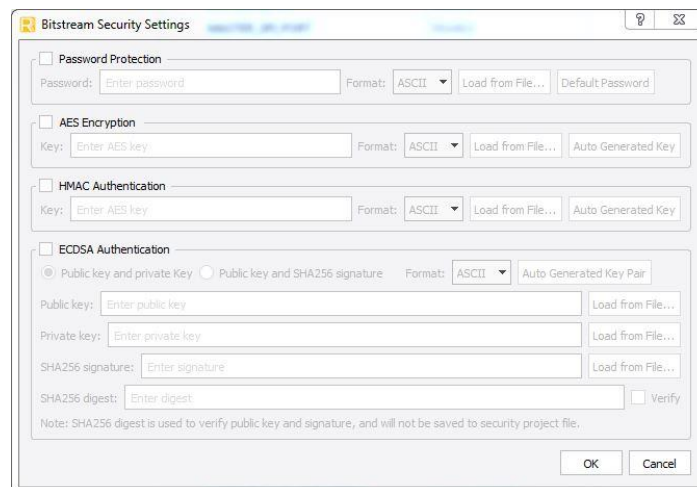 Bitstream Security Settings
Password Protection
Password: Enter password Format: ASCII Load from File... Default Password
AES Encryption
Key: Enter AES key Format: ASCII Load from File... Auto Generated Key
HMAC Authentication
Key: Enter AES key Format: ASCII Load from File... Auto Generated Key
ECDSA Authentication
Public key and private Key Public key and SHA256 signature Format: ASCII Auto Generated Key Pair
Public key: Enter public key Load from File...
Private key: Enter private key Load from File...
SHA256 signature: Enter signature Load from File...
SHA256 digest: Enter digest Verify
Note: SHA256 digest is used to verify public key and signature, and will not be saved to security project file.
OK Cancel